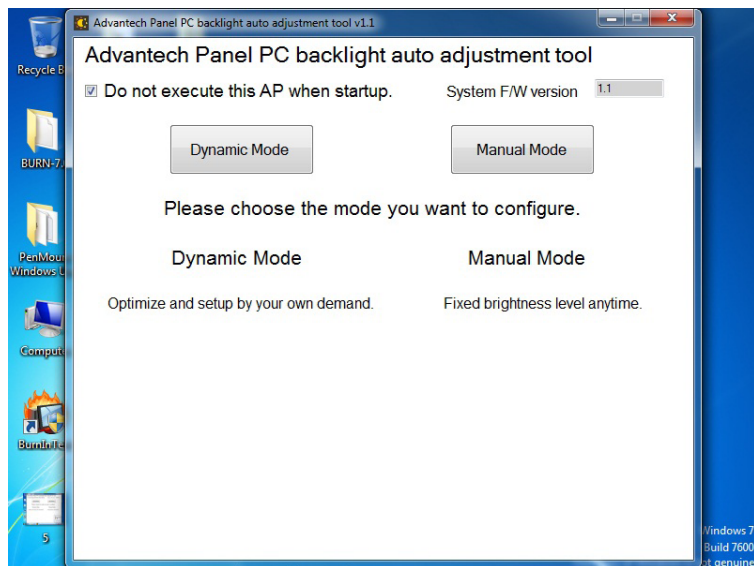 Advantech Panel PC backlight auto adjustment tool v1.1
Advantech Panel PC backlight auto adjustment tool
Do not execute this AP when startup.
System F/W version 1.1
Dynamic Mode
Manual Mode
Please choose the mode you want to configure.
Dynamic Mode
Manual Mode
Optimize and setup by your own demand.
Fixed brightness level anytime.
Recycle B
BURN-7.
PenMou
Windows U
Comput
BurnInTe
5
Windows 7
Build 7600
ot genuine